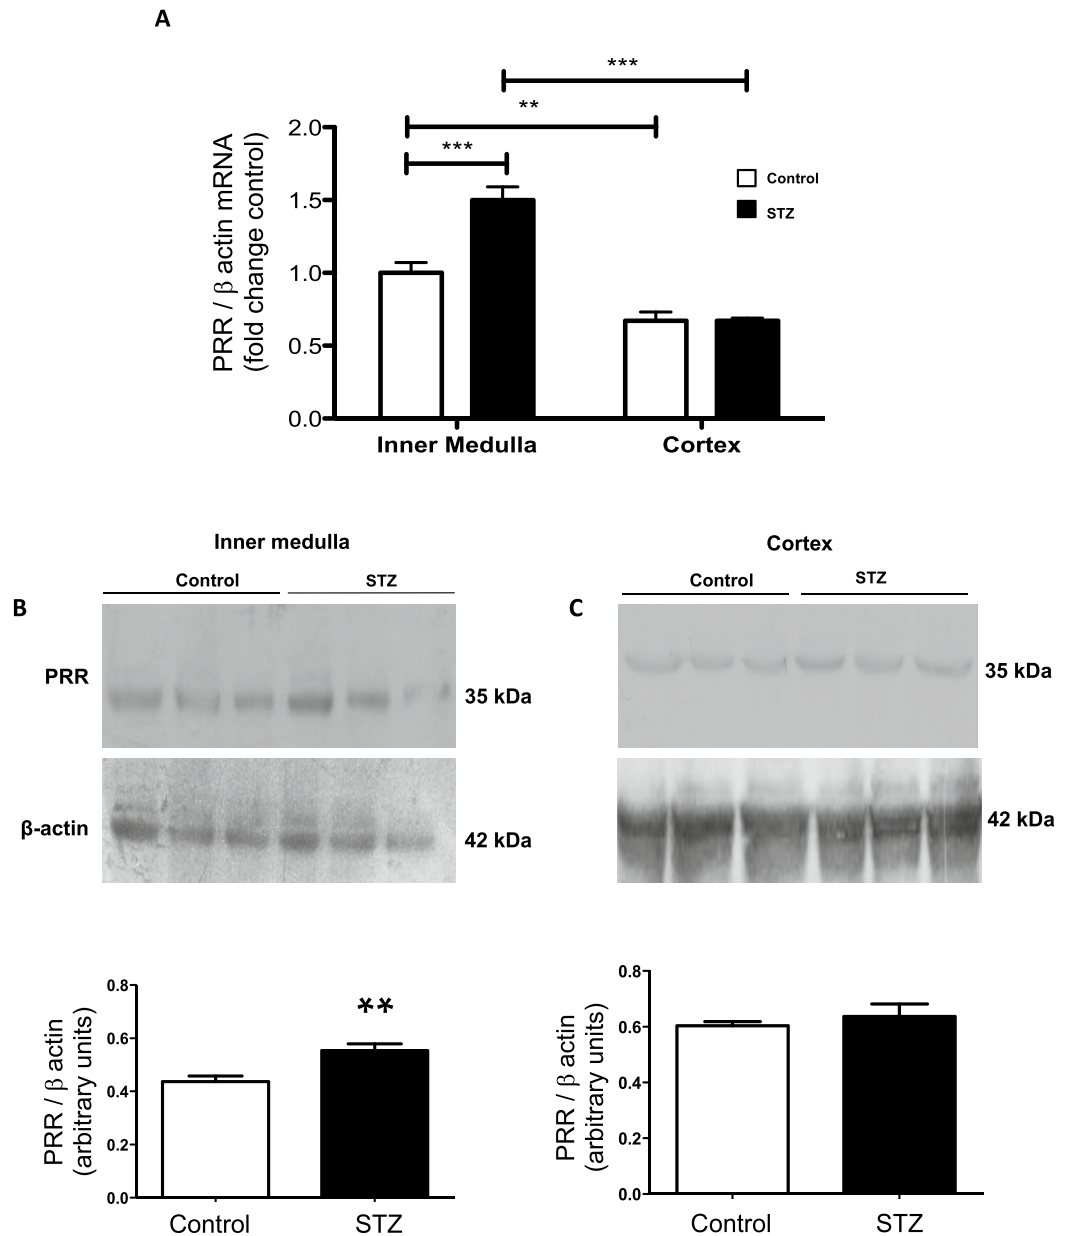 A
***
**
***
2.0
1.5
1.0
0.5
0.0
PRR / β actin mRNA
(fold change control)
Control
STZ
Inner Medulla
Cortex
Inner medulla
Control
STZ
B
PRR
35 kDa
β-actin
42 kDa
Cortex
Control
STZ
C
35 kDa
42 kDa
0.8
0.6
0.4
0.2
0.0
PRR / β actin
(arbitrary units)
**
Control
STZ
0.8
0.6
0.4
0.2
0.0
PRR / β actin
(arbitrary units)
Control
STZ